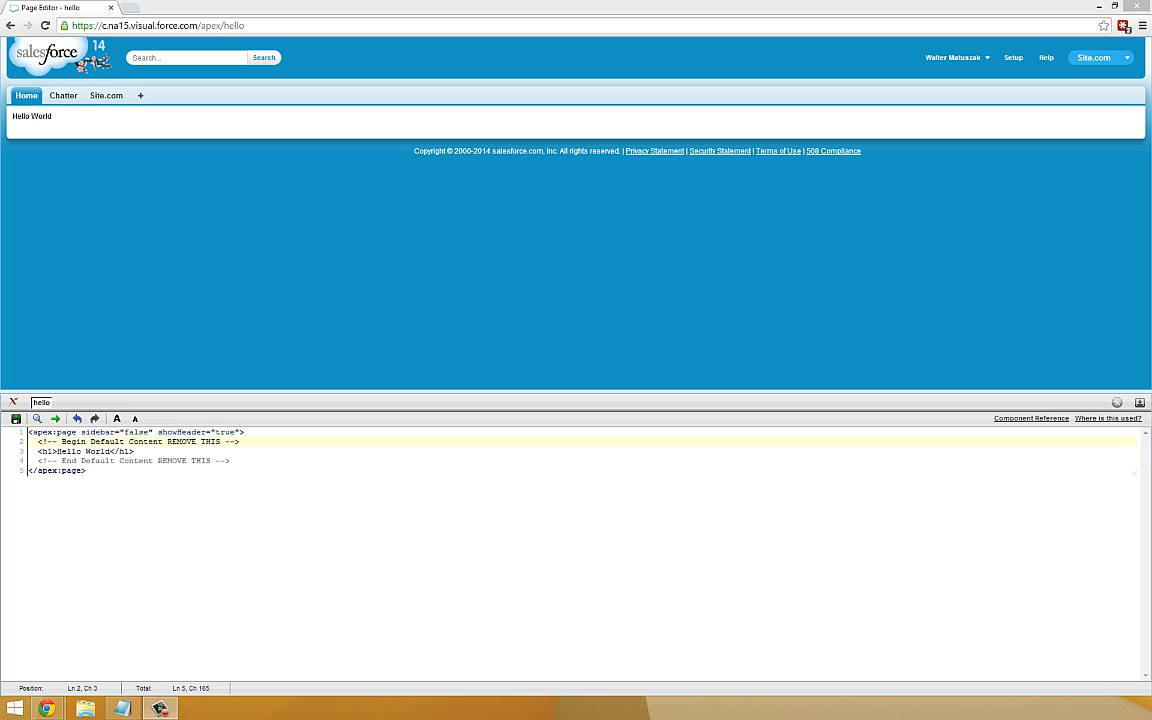 Page Editor - hello
https://c.na15.visual.force.com/apex/hello
2
salesforce 14
Search... Search Walter Matuszak Setup Help Site.com
Home Chatter Site.com +
Hello World
Copyright © 2000-2014 salesforce.com, inc. All rights reserved. | Privacy Statement | Security Statement | Terms of Use | 508 Compliance
hello
A A Component Reference Where is this used?
1 <apex:page sidebar="false" showHeader="true">
2 <!-- Begin Default Content REMOVE THIS -->
3 <h1>Hello World</h1>
4 <!-- End Default Content REMOVE THIS -->
5 </apex:page>
Position: Ln 2, Ch 3 Total: Ln 5, Ch 165